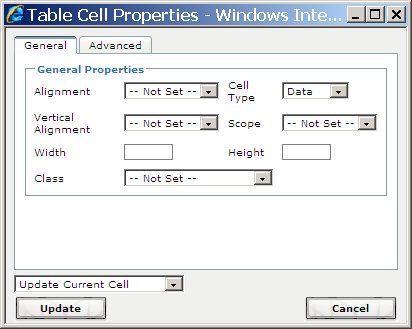 Table Cell Properties - Windows Inte...
General Advanced
General Properties
Alignment -- Not Set -- Cell Type Data
Vertical Alignment -- Not Set -- Scope -- Not Set --
Width Height
Class -- Not Set --
Update Current Cell
Update Cancel